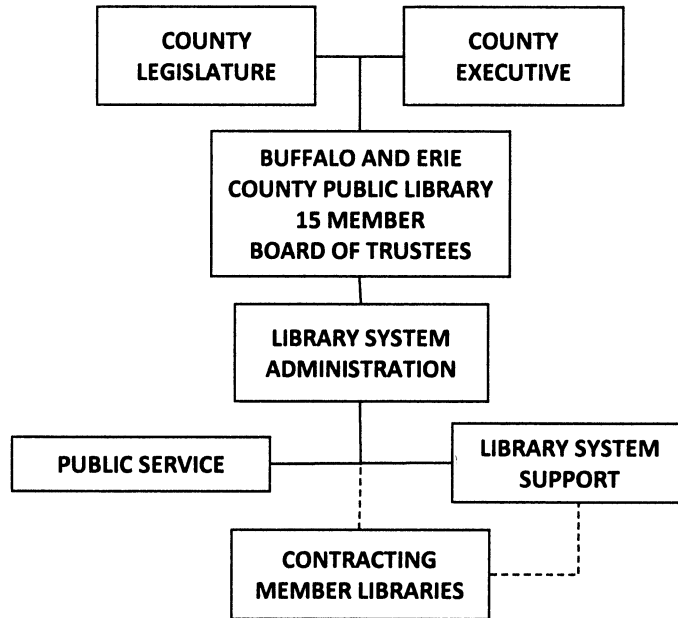 COUNTY
LEGISLATURE
COUNTY
EXECUTIVE
BUFFALO AND ERIE
COUNTY PUBLIC LIBRARY
15 MEMBER
BOARD OF TRUSTEES
LIBRARY SYSTEM
ADMINISTRATION
PUBLIC SERVICE
LIBRARY SYSTEM
SUPPORT
CONTRACTING
MEMBER LIBRARIES